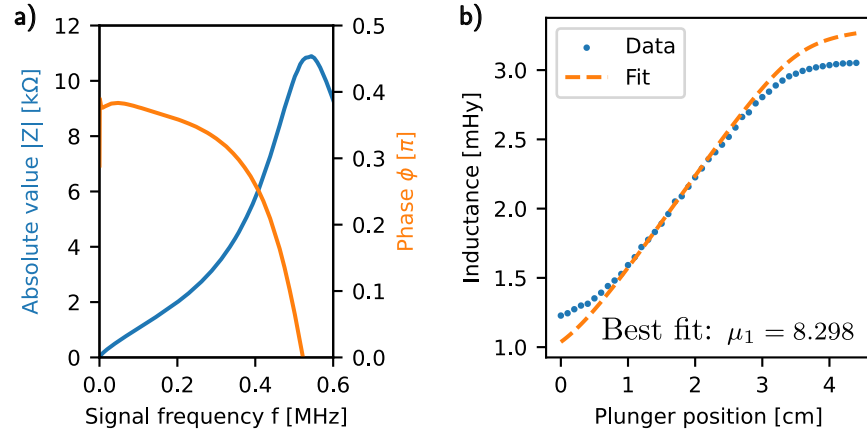 a)
Absolute value |Z| [kΩ]
12
10
8
6
4
2
0
0.0 0.2 0.4 0.6
Signal frequency f [MHz]
0.5
0.4
0.3
0.2
0.1
0.0
Phase ϕ [π]
b)
Inductance [mHy]
3.0
2.5
2.0
1.5
1.0
Data
Fit
Best fit: μ₁ = 8.298
0 1 2 3 4
Plunger position [cm]